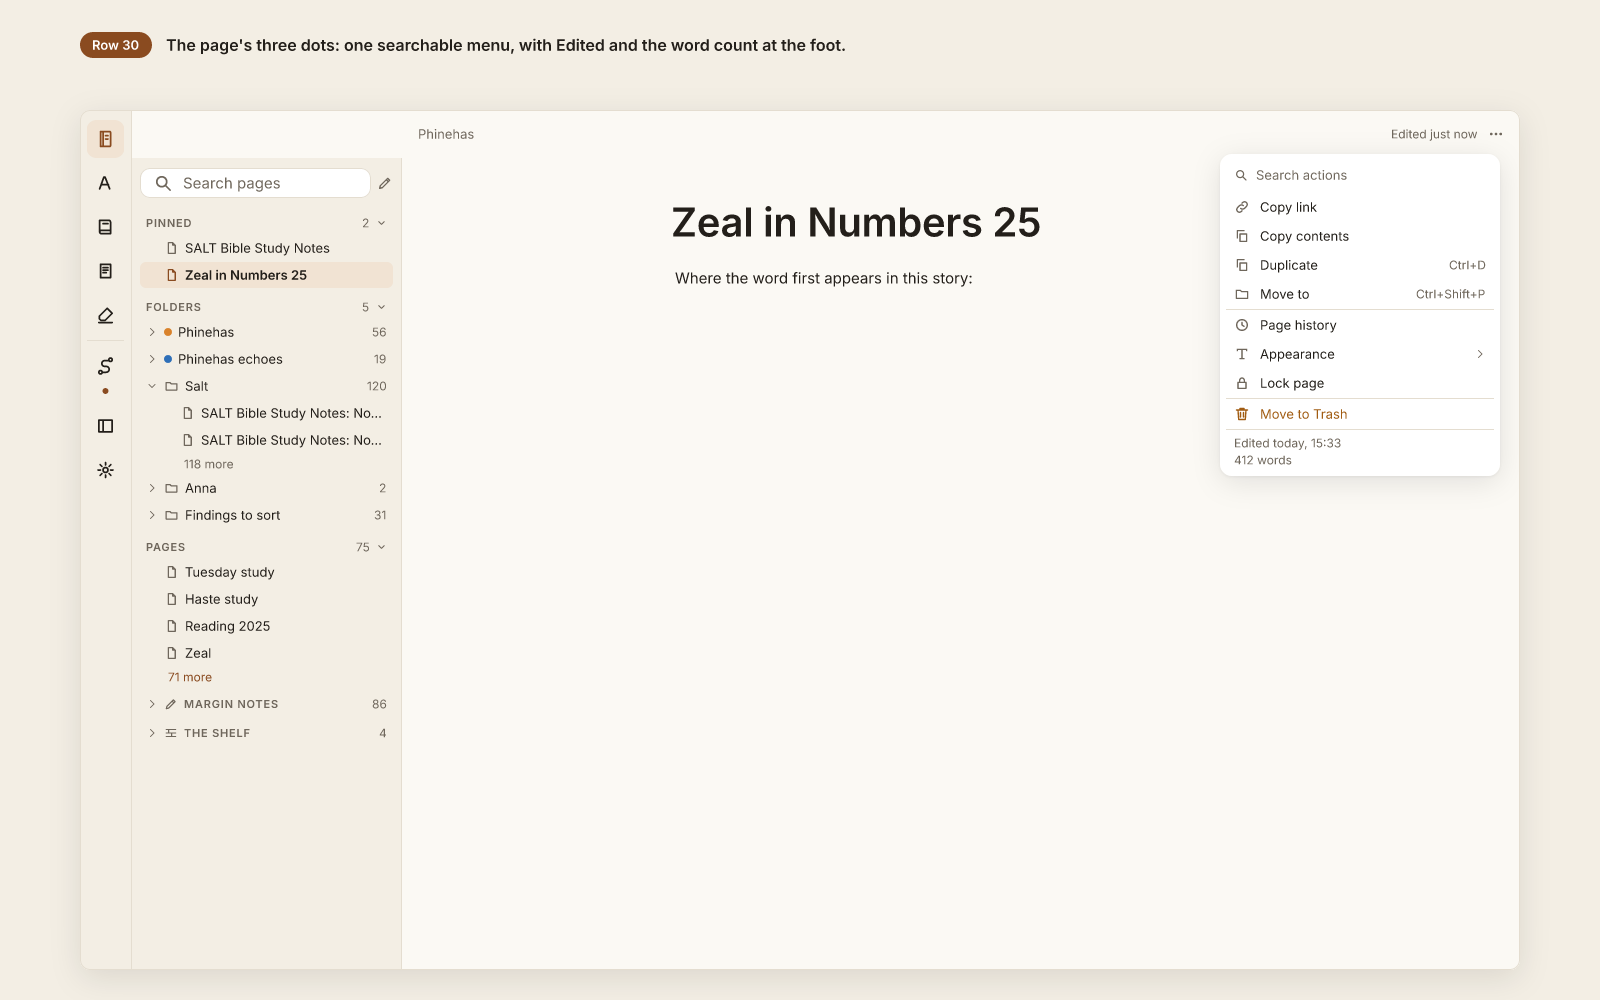 Row 30
The page's three dots: one searchable menu, with Edited and the word count at the foot.
Phinehas
Edited just now
Search pages
PINNED 2
SALT Bible Study Notes
Zeal in Numbers 25
FOLDERS 5
Phinehas 56
Phinehas echoes 19
Salt 120
SALT Bible Study Notes: No...
SALT Bible Study Notes: No...
118 more
Anna 2
Findings to sort 31
PAGES 75
Tuesday study
Haste study
Reading 2025
Zeal
71 more
MARGIN NOTES 86
THE SHELF 4
Zeal in Numbers 25
Where the word first appears in this story:
Search actions
Copy link
Copy contents
Duplicate Ctrl+D
Move to Ctrl+Shift+P
Page history
Appearance
Lock page
Move to Trash
Edited today, 15:33
412 words